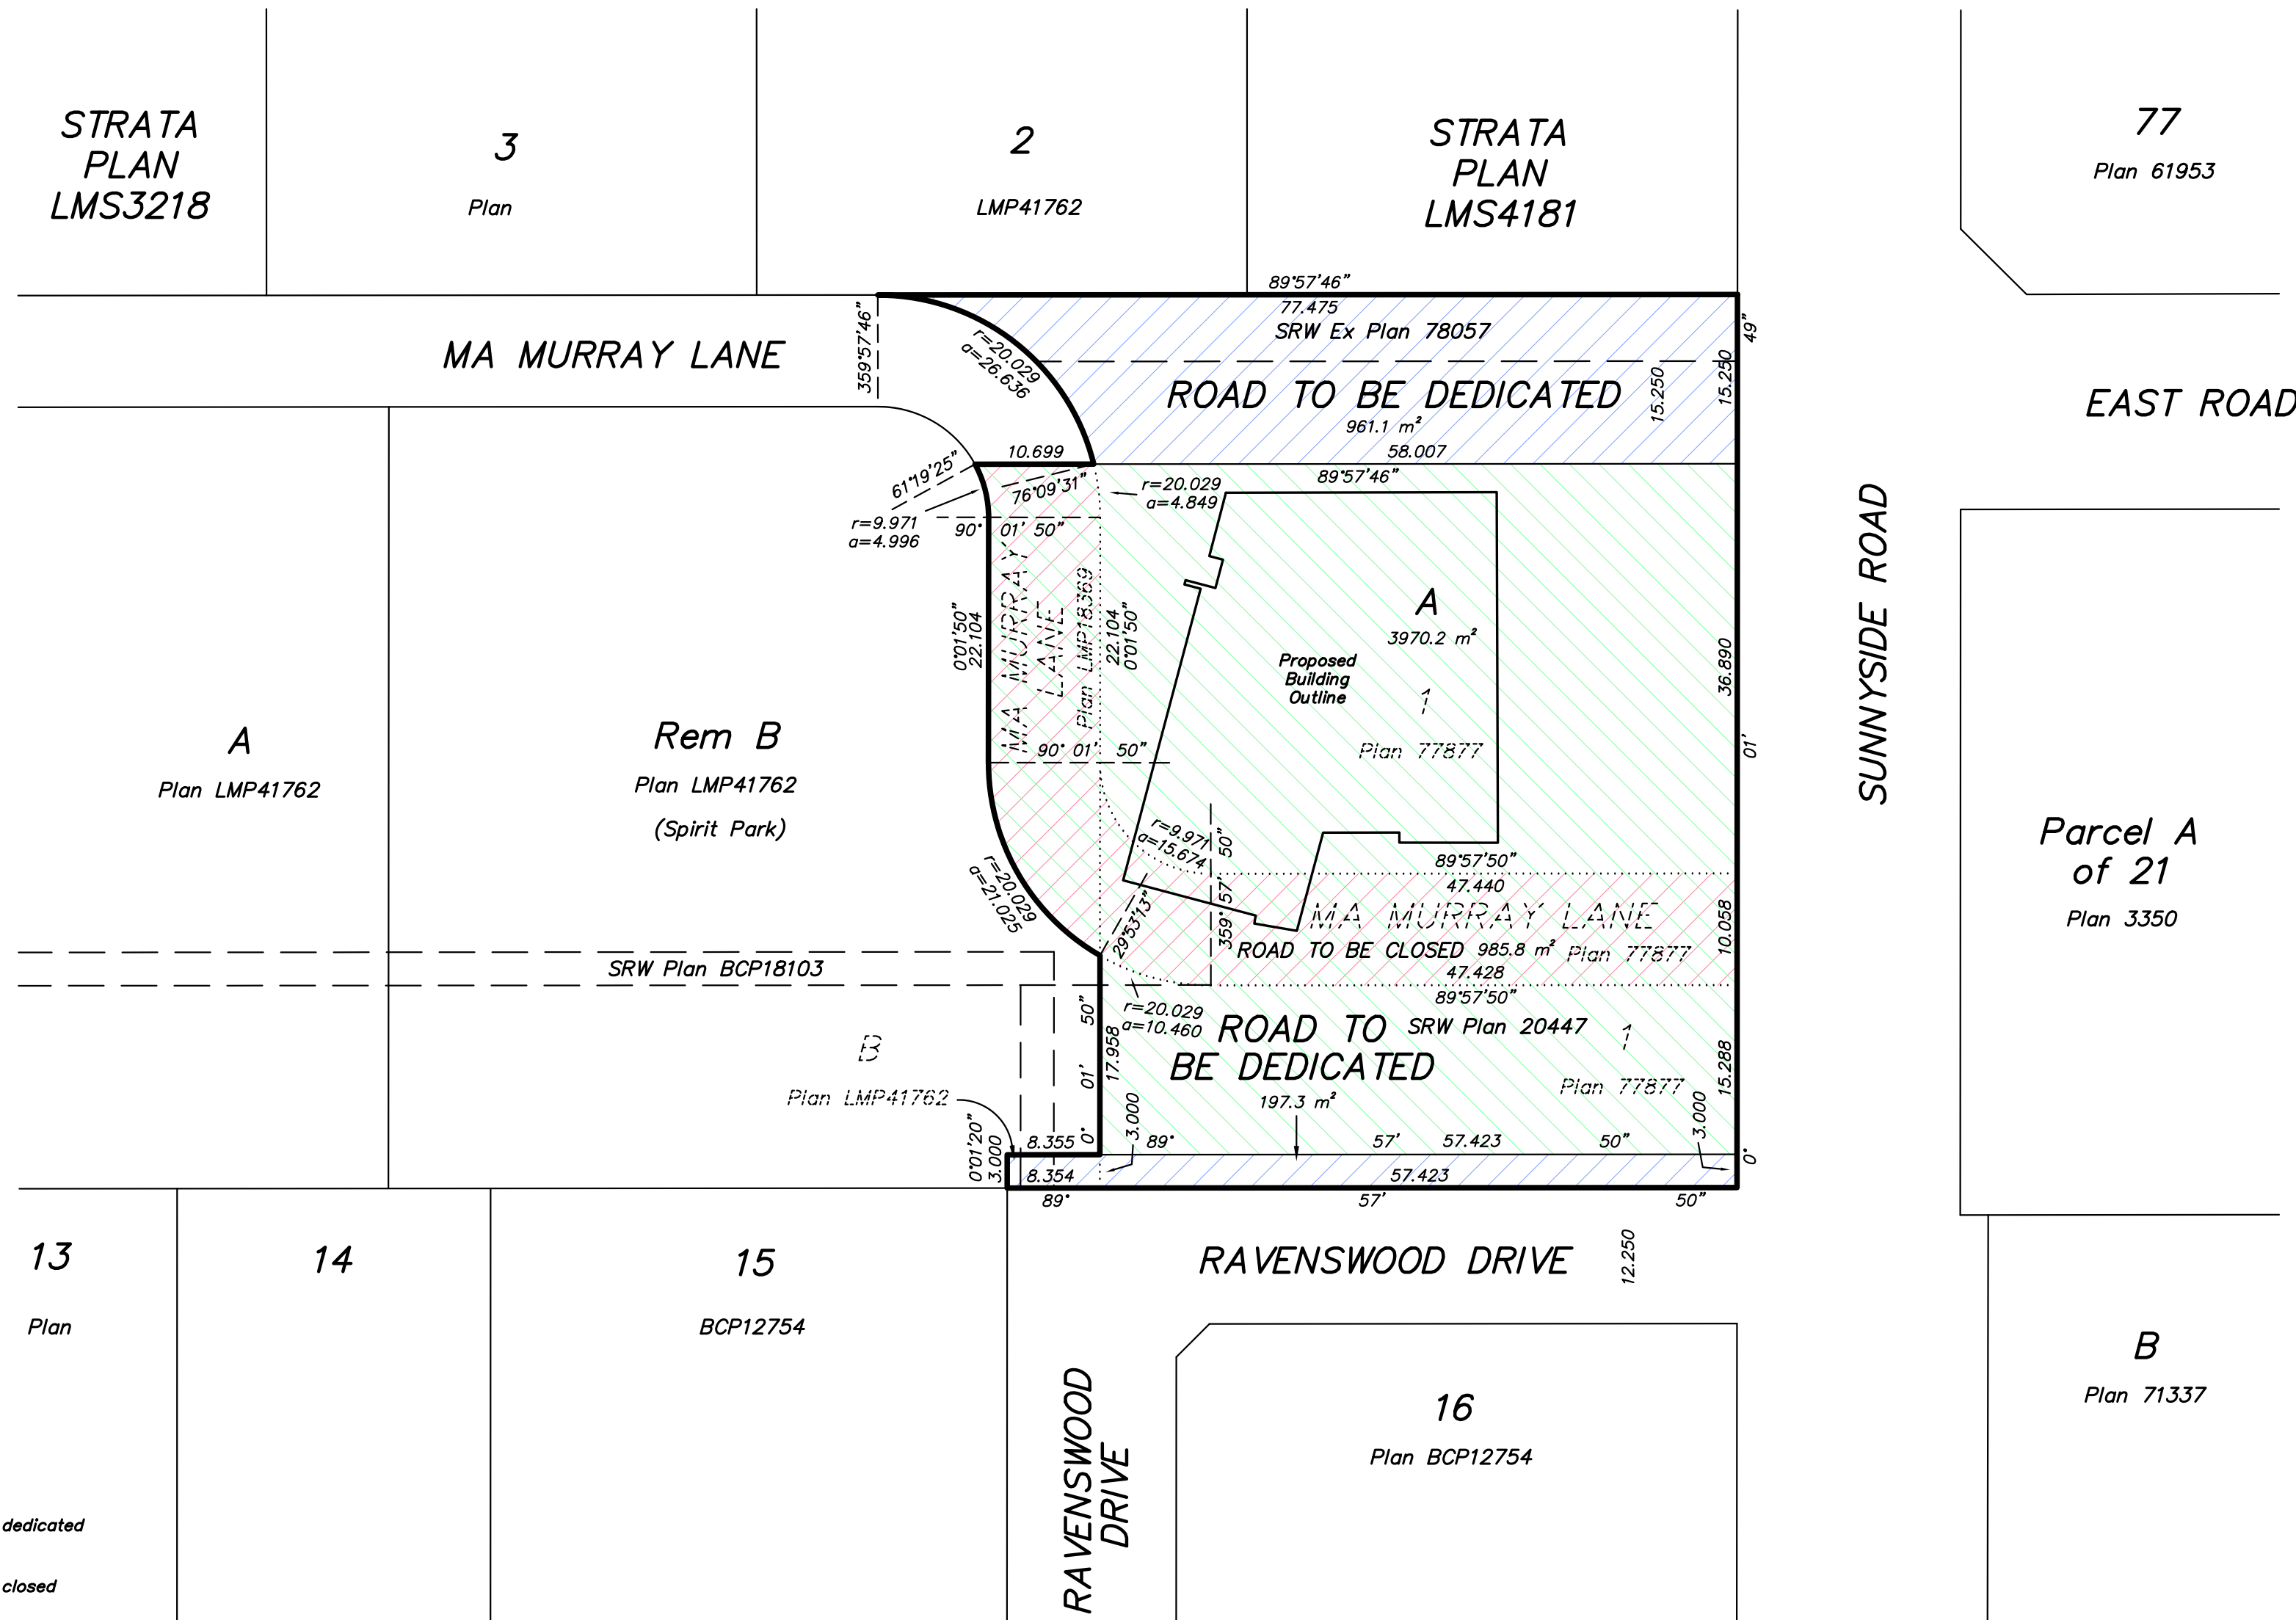 STRATA
PLAN
LMS3218
3
Plan
2
LMP41762
STRATA
PLAN
LMS4181
77
Plan 61953
89°57'46"
77.475
SRW Ex Plan 78057
MA MURRAY LANE
359°57'46"
r=20.029
a=26.636
ROAD TO BE DEDICATED
961.1 m²
15.250
15.250
49"
EAST ROAD
10.699
58.007
89°57'46"
61°19'25"
76°09'31"
r=20.029
a=4.849
r=9.971
a=4.996
90° 01' 50"
MA MURRAY
LANE
Plan LMP18369
0°01'50"
22.104
22.104
0°01'50"
A
3970.2 m²
Proposed
Building
Outline
1
Plan 77877
36.890
SUNNYSIDE ROAD
01'
A
Plan LMP41762
Rem B
Plan LMP41762
(Spirit Park)
90° 01' 50"
r=9.971
a=15.674
359° 57' 50"
29°53'13"
r=20.029
a=21.025
89°57'50"
47.440
MA MURRAY LANE
ROAD TO BE CLOSED 985.8 m² Plan 77877
47.428
89°57'50"
10.058
Parcel A
of 21
Plan 3350
SRW Plan BCP18103
r=20.029
a=10.460
0° 01' 50"
17.958
ROAD TO
BE DEDICATED
SRW Plan 20447
1
Plan 77877
197.3 m²
15.288
3.000
3.000
B
Plan LMP41762
0°01'20"
3.000
8.355
89° 57' 57.423 50"
0°
8.354
57.423
89° 57' 50"
13
Plan
14
15
BCP12754
RAVENSWOOD DRIVE
12.250
RAVENSWOOD
DRIVE
16
Plan BCP12754
B
Plan 71337
dedicated
closed